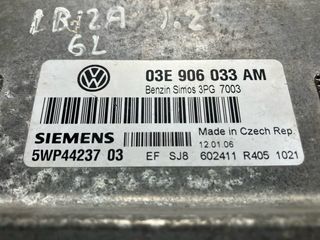 IBIZA 1.2
6L
VW
03E 906 033 AM
Benzin Simos 3PG 7003
SIEMENS
Made in Czech Rep.
12.01.06
5WP44237 03
EF SJ8 602411 R405 1021